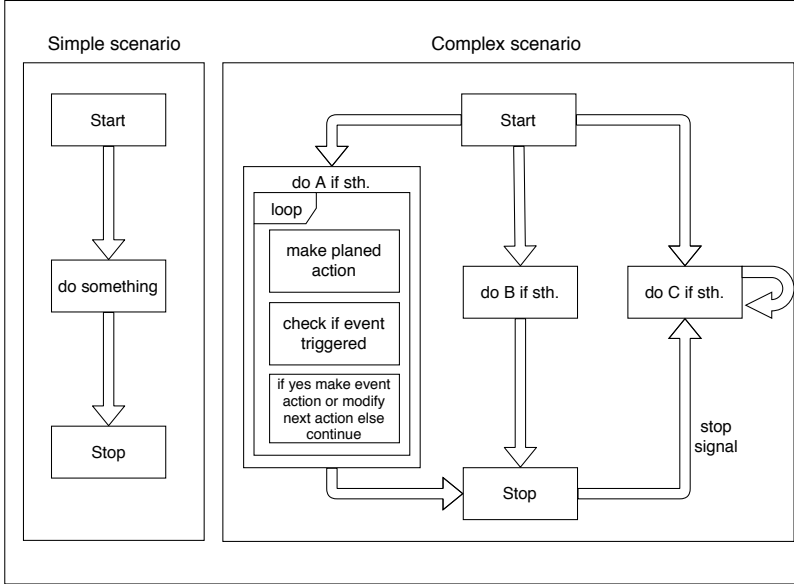 Simple scenario
Start
do something
Stop
Complex scenario
Start
do A if sth.
loop
make planed
action
check if event
triggered
if yes make event
action or modify
next action else
continue
do B if sth.
do C if sth.
stop
signal
Stop